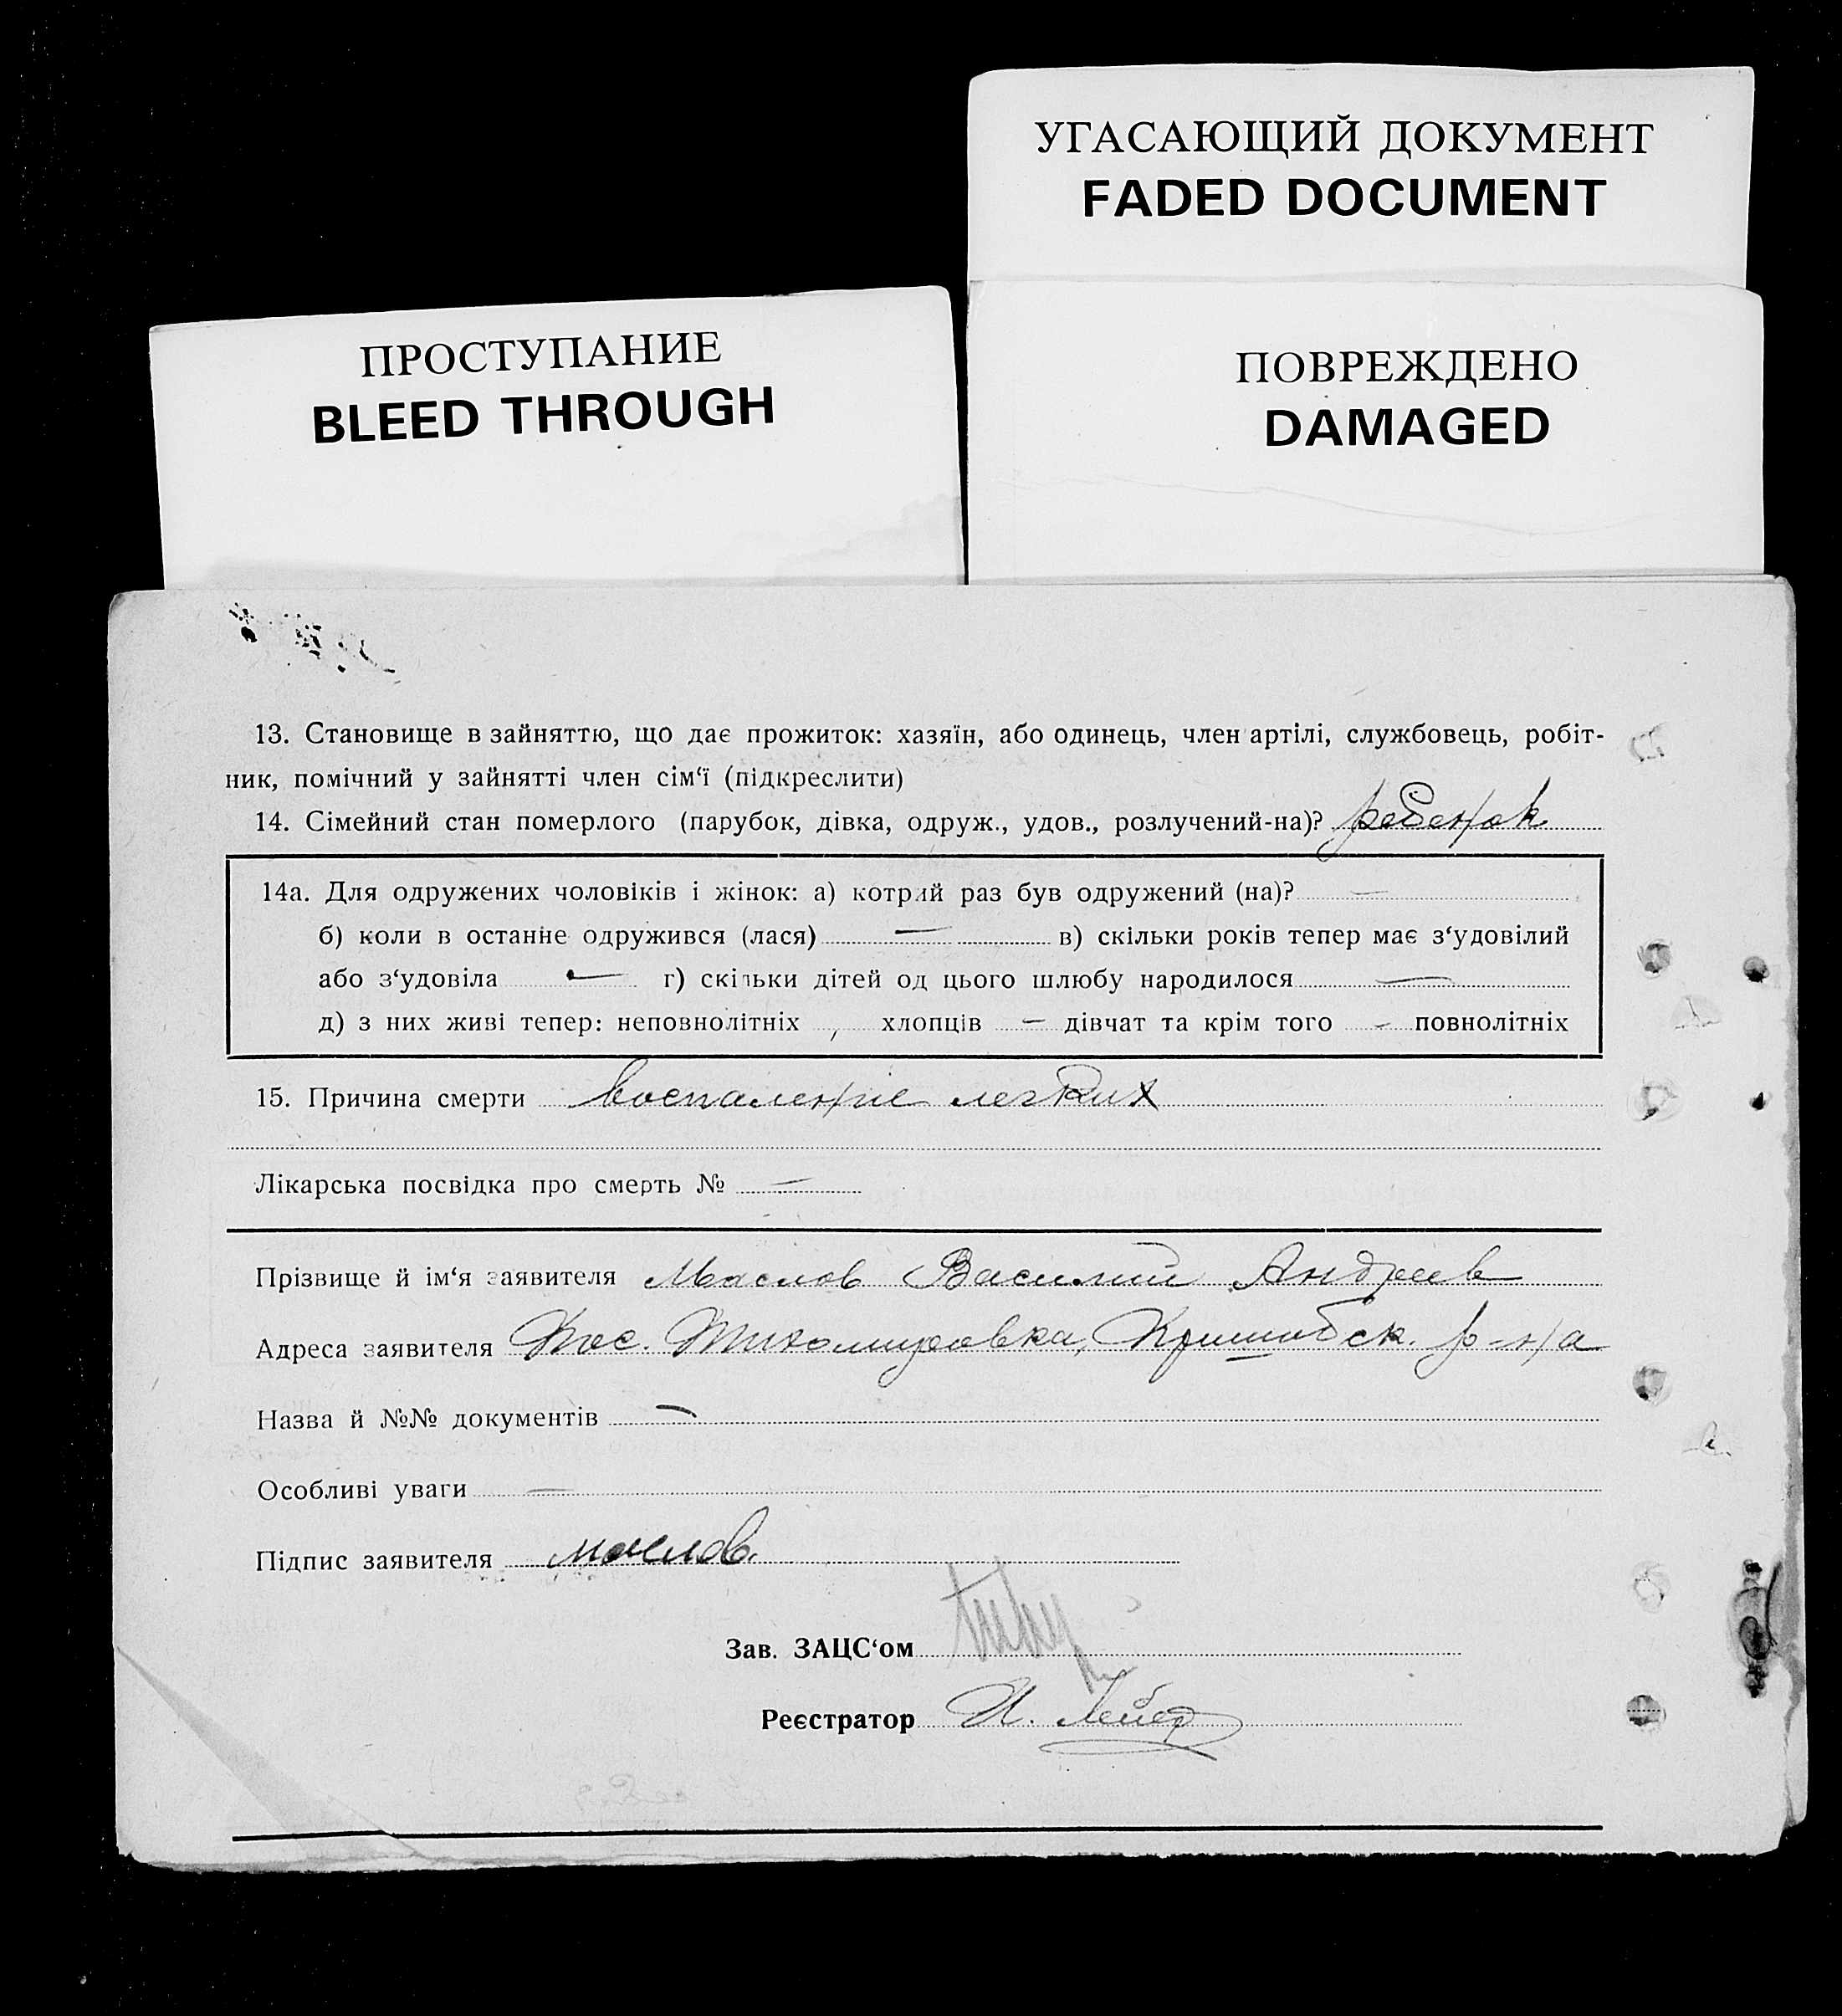 УГАСАЮЩИЙ ДОКУМЕНТ
FADED DOCUMENT
ПРОСТУПАНИЕ
BLEED THROUGH
ПОВРЕЖДЕНО
DAMAGED
13. Становище в зайняттю, що дає прожиток: хазяїн, або одинець, член артілі, службовець, робіт-
ник, помічний у зайнятті член сім‘ї (підкреслити)
14. Сімейний стан померлого (парубок, дівка, одруж., удов., розлучений-на)? ребенок
14а. Для одружених чоловіків і жінок: а) котрий раз був одружений (на)? —
б) коли в останнє одружився (лася) — в) скільки років тепер має з‘удовілий
або з‘удовіла — г) скільки дітей од цього шлюбу народилося —
д) з них живі тепер: неповнолітніх , хлопців — дівчат та крім того - повнолітніх
15. Причина смерти воспаление легких
Лікарська посвідка про смерть № —
Прізвище й ім‘я заявителя Маслов Василий Андреев
Адреса заявителя Пос. Тихомировка, р-на
Назва й №№ документів —
Особливі уваги —
Підпис заявителя Маслов.
Зав. ЗАЦС‘ом
Реєстратор И.